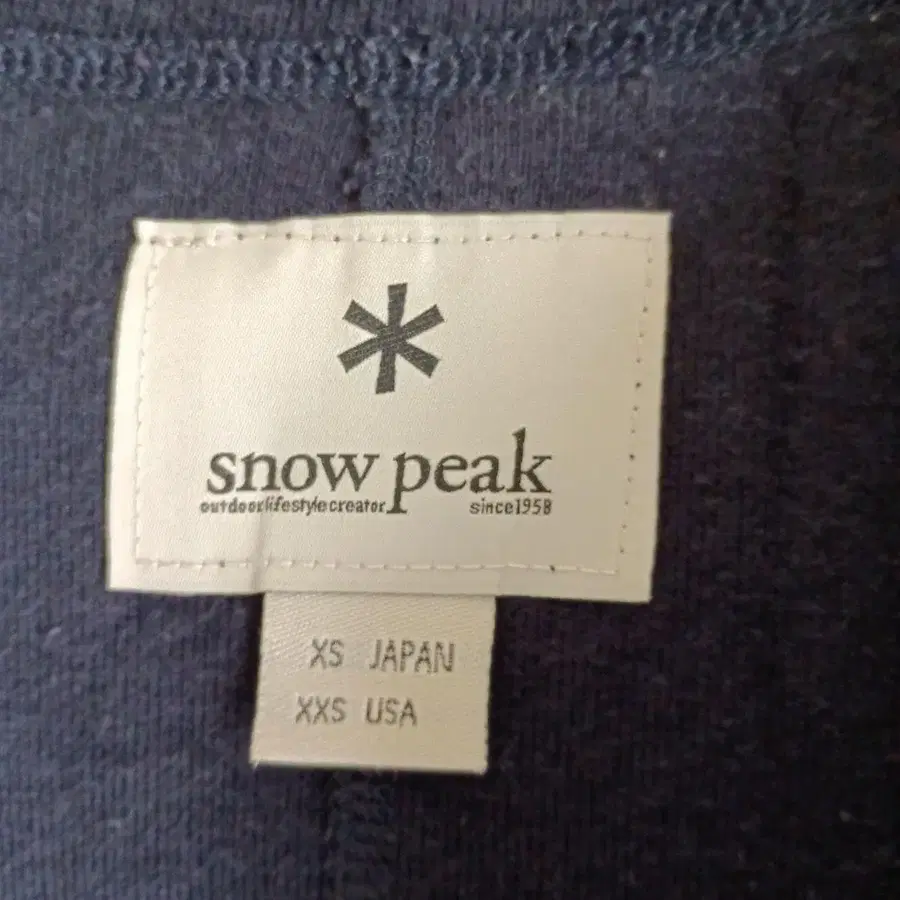 snow peak
outdoorlifestylecreator since1958
XS JAPAN
XXS USA